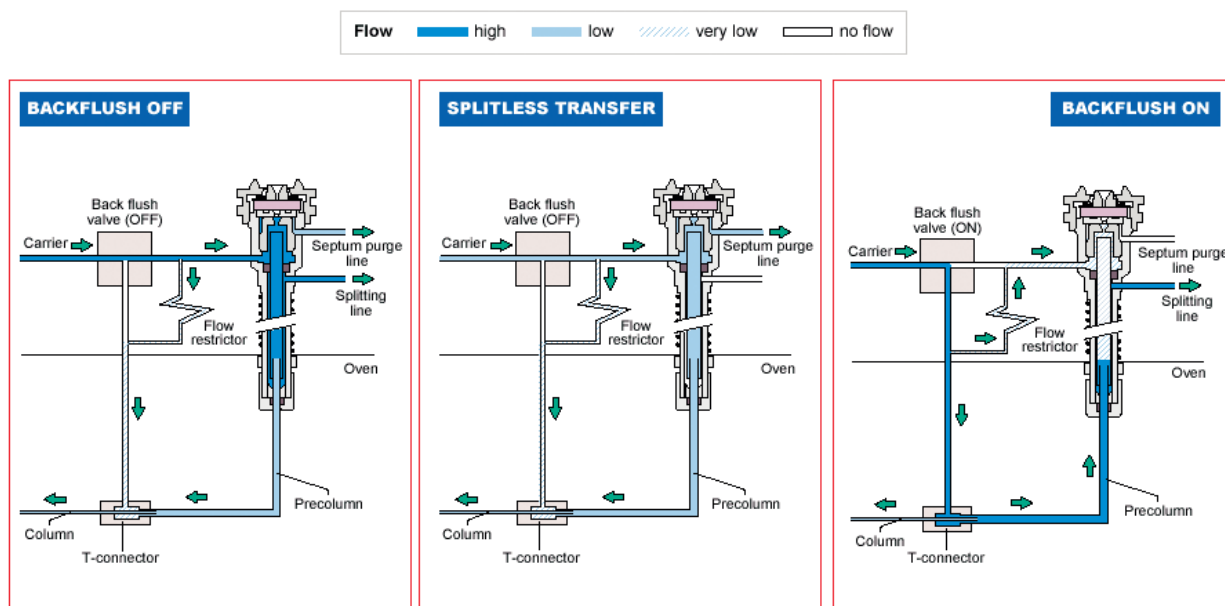 Flow high low very low no flow
BACKFLUSH OFF
Back flush
valve (OFF)
Carrier
Septum purge
line
Splitting
line
Flow
restrictor
Oven
Precolumn
Column
T-connector
SPLITLESS TRANSFER
Back flush
valve (OFF)
Carrier
Septum purge
line
Flow
restrictor
Oven
Precolumn
Column
T-connector
BACKFLUSH ON
Back flush
valve (ON)
Carrier
Septum purge
line
Splitting
line
Flow
restrictor
Oven
Precolumn
Column
T-connector